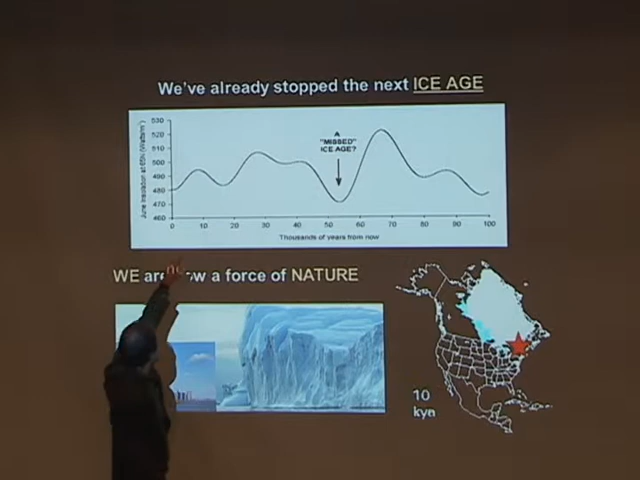 We've already stopped the next ICE AGE
June Insolation at 65N (Watts/m²)
530
520
510
500
490
480
470
460
A
"MISSED"
ICE AGE?
0
10
20
30
40
50
60
70
80
90
100
Thousands of years from now
WE are now a force of NATURE
10
kya